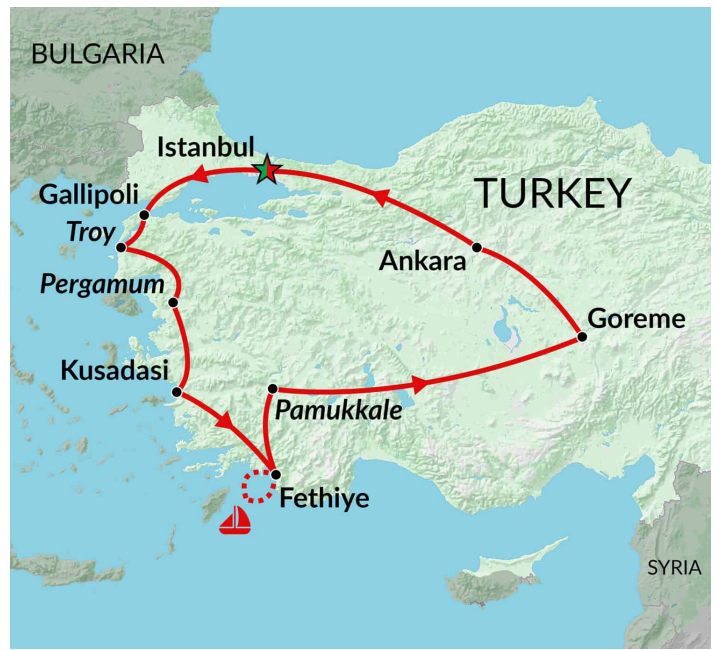 BULGARIA
Istanbul
TURKEY
Gallipoli
Troy
Ankara
Pergamum
Goreme
Kusadasi
Pamukkale
Fethiye
SYRIA